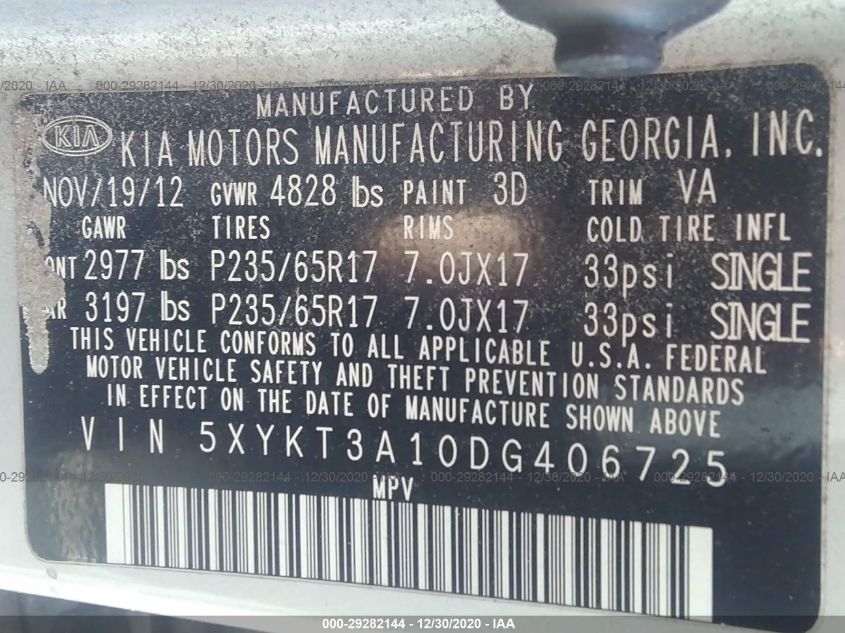 MANUFACTURED BY
KIA KIA MOTORS MANUFACTURING GEORGIA, INC.
NOV/19/12 GVWR 4828 lbs PAINT 3D TRIM VA
GAWR TIRES RIMS COLD TIRE INFL
2977 lbs P235/65R17 7.0JX17 33psi SINGLE
3197 lbs P235/65R17 7.0JX17 33psi SINGLE
THIS VEHICLE CONFORMS TO ALL APPLICABLE U.S.A. FEDERAL
MOTOR VEHICLE SAFETY AND THEFT PREVENTION STANDARDS
IN EFFECT ON THE DATE OF MANUFACTURE SHOWN ABOVE
VIN 5XYKT3A10DG406725
MPV
000-29282144 - 12/30/2020 - IAA